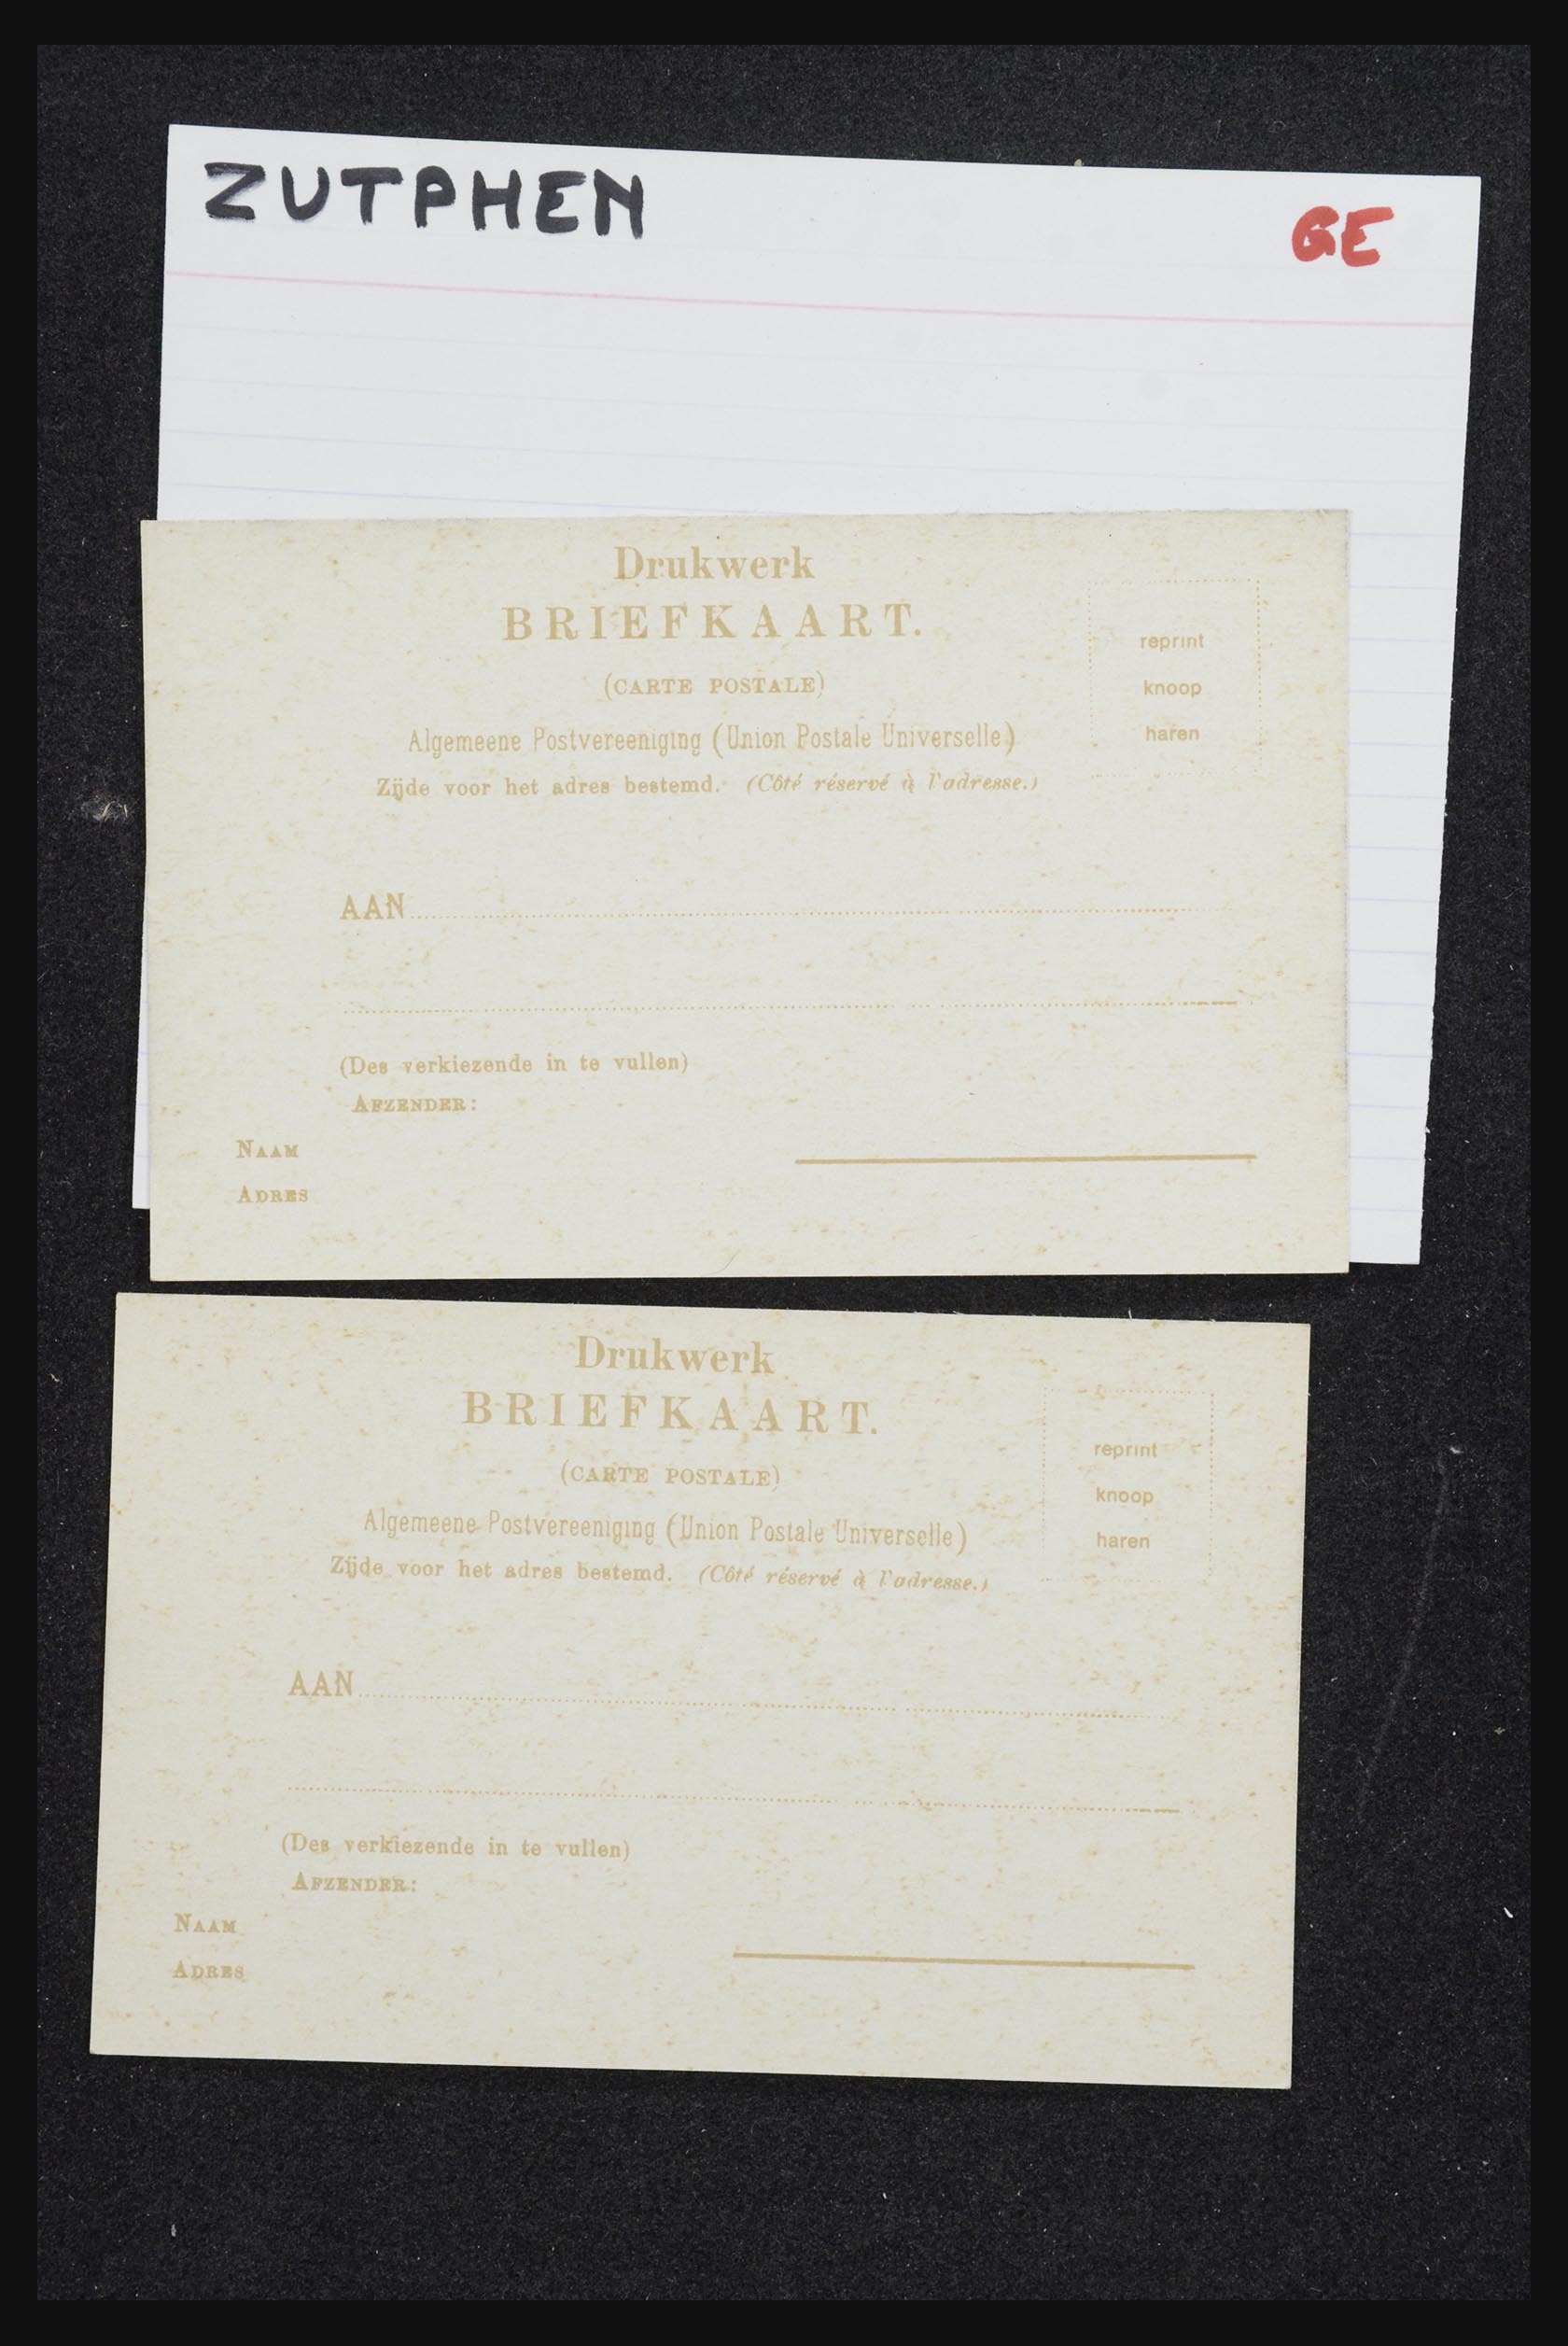 ZUTPHEN
GE
Drukwerk
BRIEFKAART.
(CARTE POSTALE)
Algemeene Postvereeniging (Union Postale Universelle)
Zijde voor het adres bestemd. (Côté réservé à l'adresse.)
reprint
knoop
haren
AAN
(Des verkiezende in te vullen)
AFZENDER:
NAAM
ADRES
Drukwerk
BRIEFKAART.
(CARTE POSTALE)
Algemeene Postvereeniging (Union Postale Universelle)
Zijde voor het adres bestemd. (Côté réservé à l'adresse.)
reprint
knoop
haren
AAN
(Des verkiezende in te vullen)
AFZENDER:
NAAM
ADRES